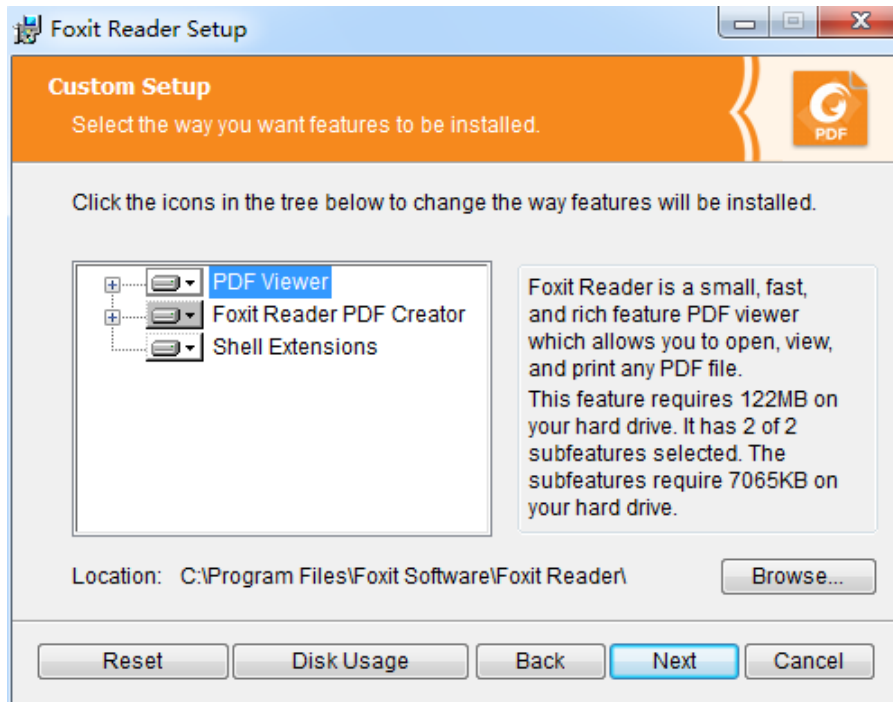 Foxit Reader Setup
Custom Setup
Select the way you want features to be installed.
PDF
Click the icons in the tree below to change the way features will be installed.
PDF Viewer
Foxit Reader PDF Creator
Shell Extensions
Foxit Reader is a small, fast,
and rich feature PDF viewer
which allows you to open, view,
and print any PDF file.
This feature requires 122MB on
your hard drive. It has 2 of 2
subfeatures selected. The
subfeatures require 7065KB on
your hard drive.
Location: C:\Program Files\Foxit Software\Foxit Reader\ Browse...
Reset Disk Usage Back Next Cancel